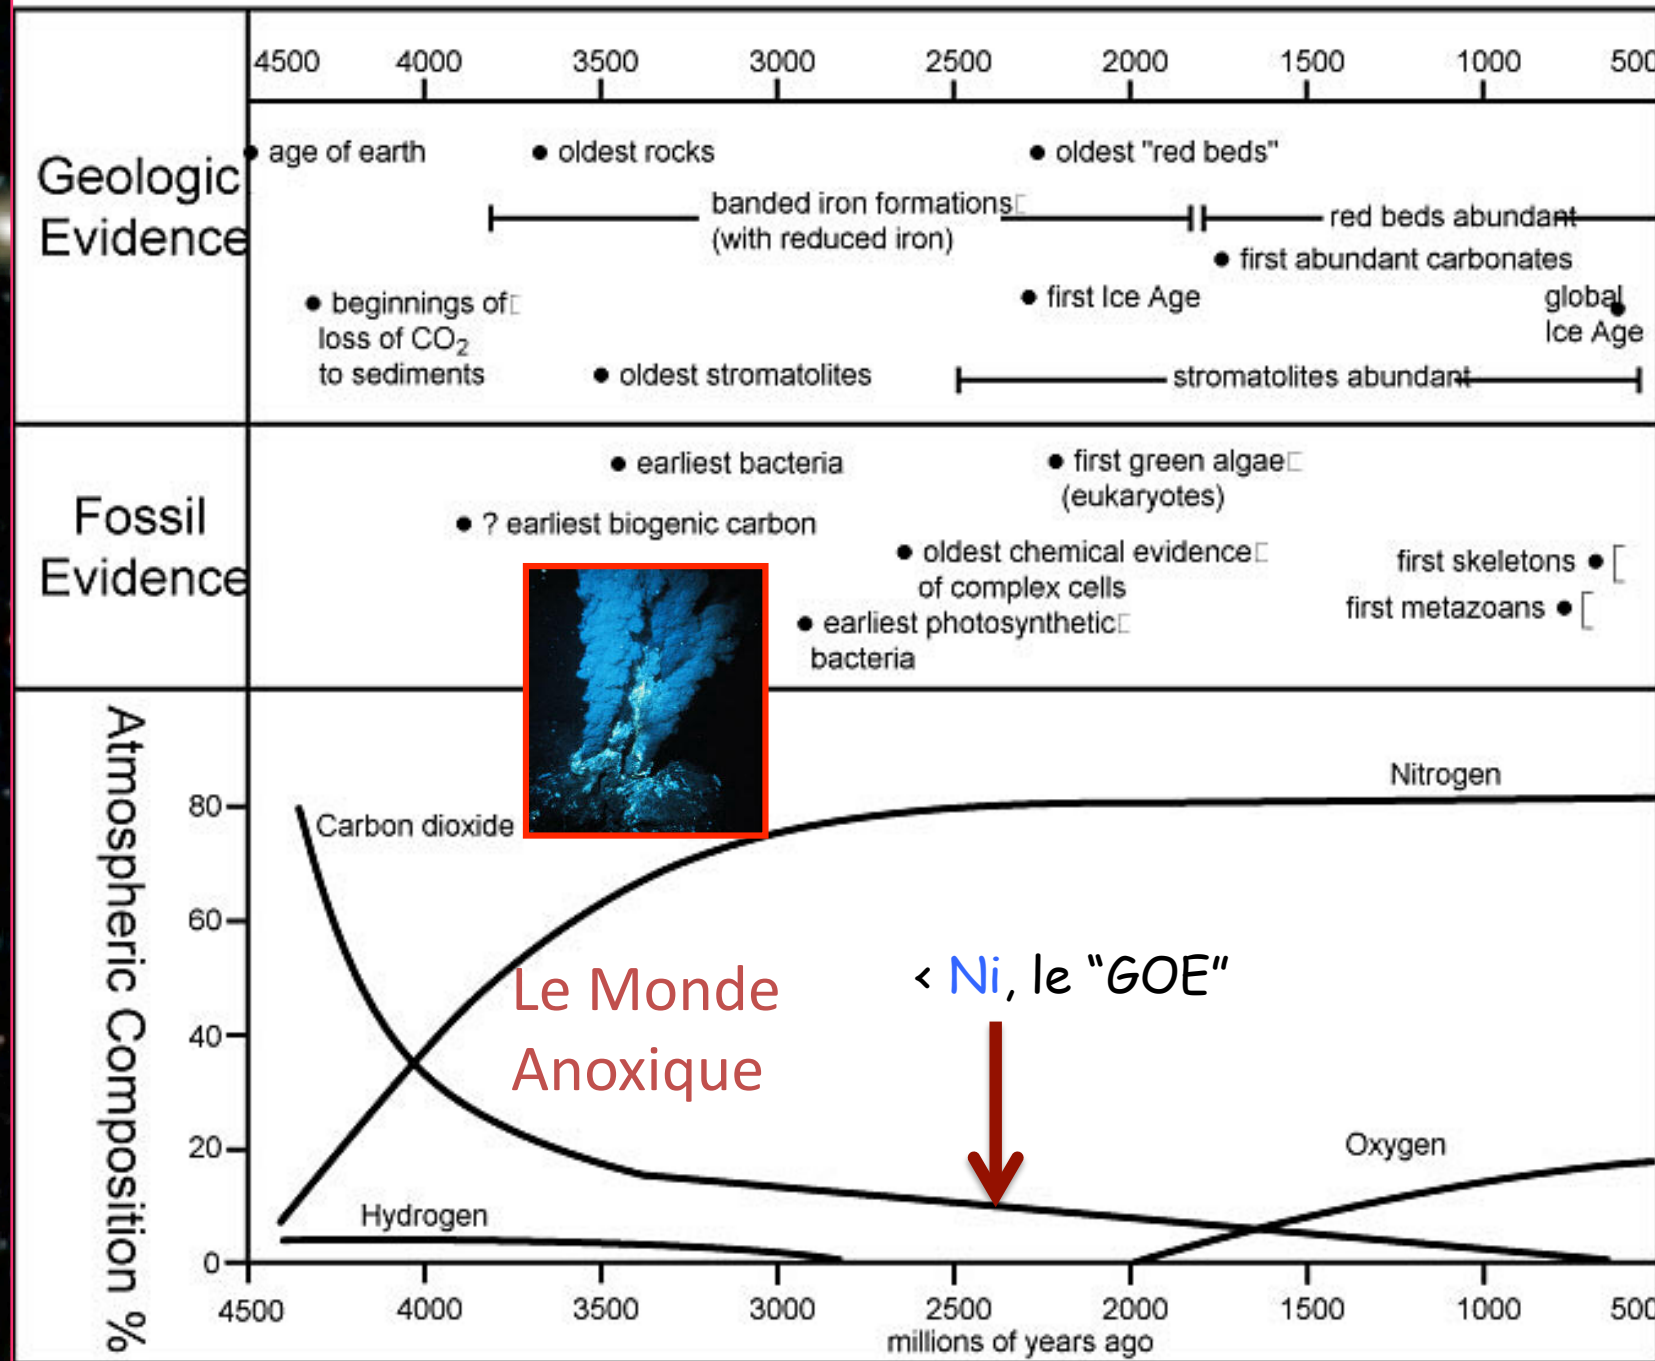 4500 4000 3500 3000 2500 2000 1500 1000 500
Geologic
Evidence
age of earth
oldest rocks
oldest "red beds"
banded iron formations
(with reduced iron)
red beds abundant
first abundant carbonates
beginnings of
loss of CO₂
to sediments
first Ice Age
global
Ice Age
oldest stromatolites
stromatolites abundant
Fossil
Evidence
earliest bacteria
first green algae
(eukaryotes)
? earliest biogenic carbon
oldest chemical evidence
of complex cells
first skeletons
first metazoans
earliest photosynthetic
bacteria
Atmospheric Composition %
80
60
40
20
0
Carbon dioxide
Nitrogen
Le Monde
Anoxique
< Ni, le “GOE”
Oxygen
Hydrogen
4500 4000 3500 3000 2500 2000 1500 1000 500
millions of years ago